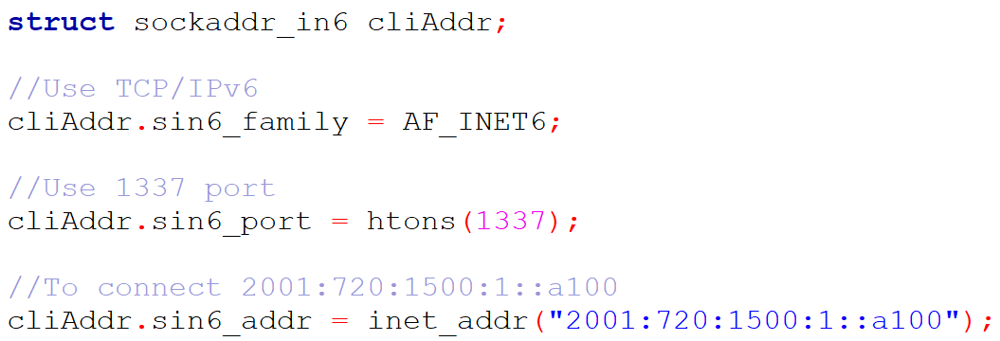 struct sockaddr_in6 cliAddr;
//Use TCP/IPv6
cliAddr.sin6_family = AF_INET6;
//Use 1337 port
cliAddr.sin6_port = htons(1337);
//To connect 2001:720:1500:1::a100
cliAddr.sin6_addr = inet_addr("2001:720:1500:1::a100");